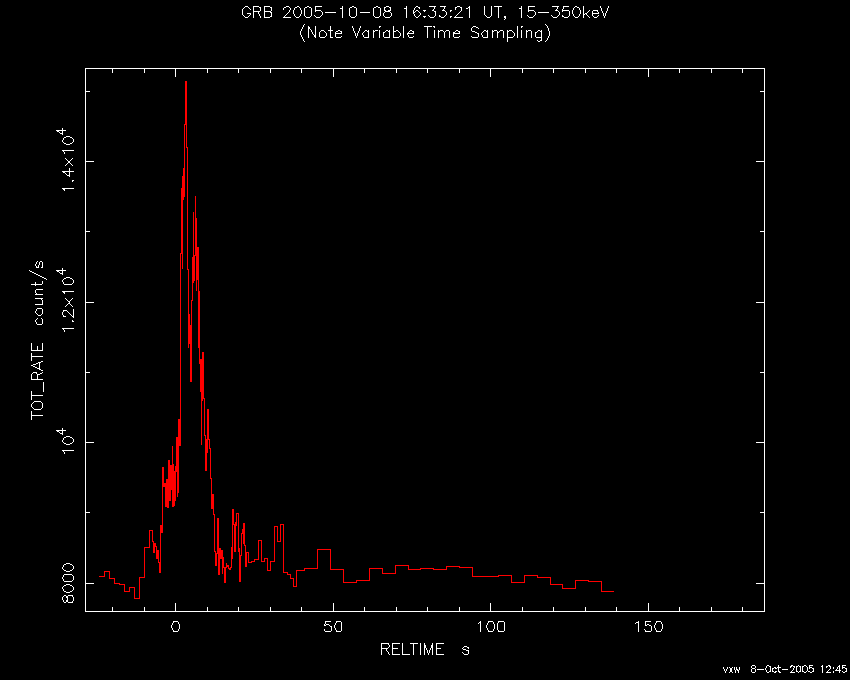 GRB 2005-10-08 16:33:21 UT, 15-350keV
(Note Variable Time Sampling)
TOT_RATE count/s
1.4×10⁴
1.2×10⁴
10⁴
8000
0 50 100 150
RELTIME s
vxw 8-Oct-2005 12:45